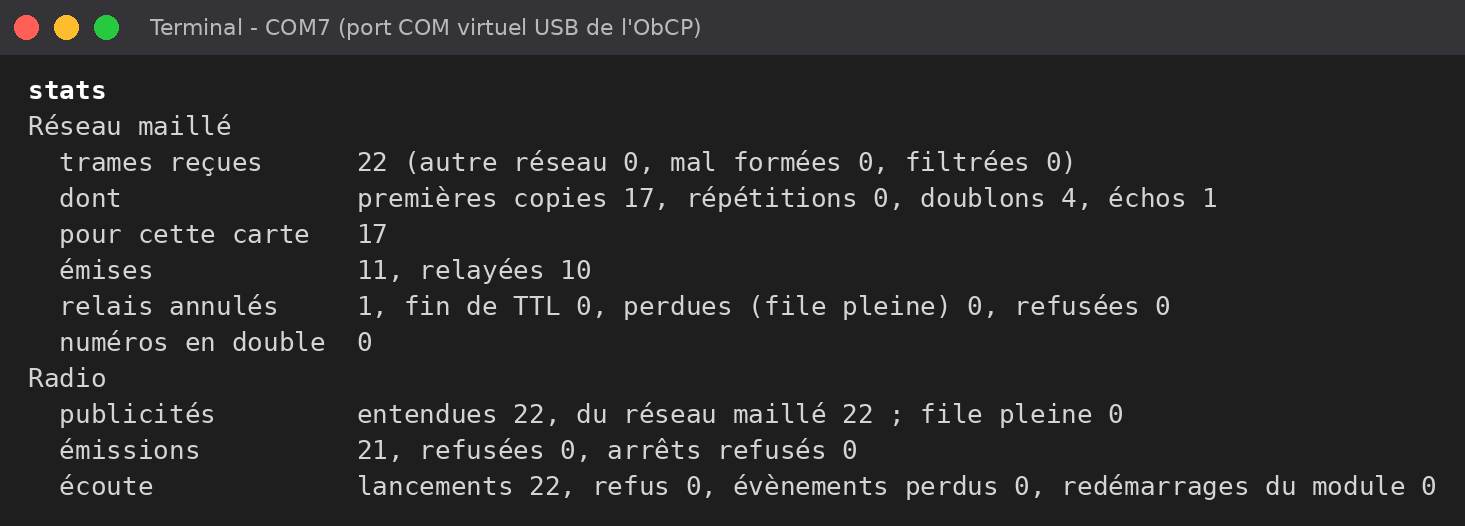 Terminal - COM7 (port COM virtuel USB de l'ObCP)
stats
Réseau maillé
trames reçues 22 (autre réseau 0, mal formées 0, filtrées 0)
dont premières copies 17, répétitions 0, doublons 4, échos 1
pour cette carte 17
émises 11, relayées 10
relais annulés 1, fin de TTL 0, perdues (file pleine) 0, refusées 0
numéros en double 0
Radio
publicités entendues 22, du réseau maillé 22 ; file pleine 0
émissions 21, refusées 0, arrêts refusés 0
écoute lancements 22, refus 0, évènements perdus 0, redémarrages du module 0